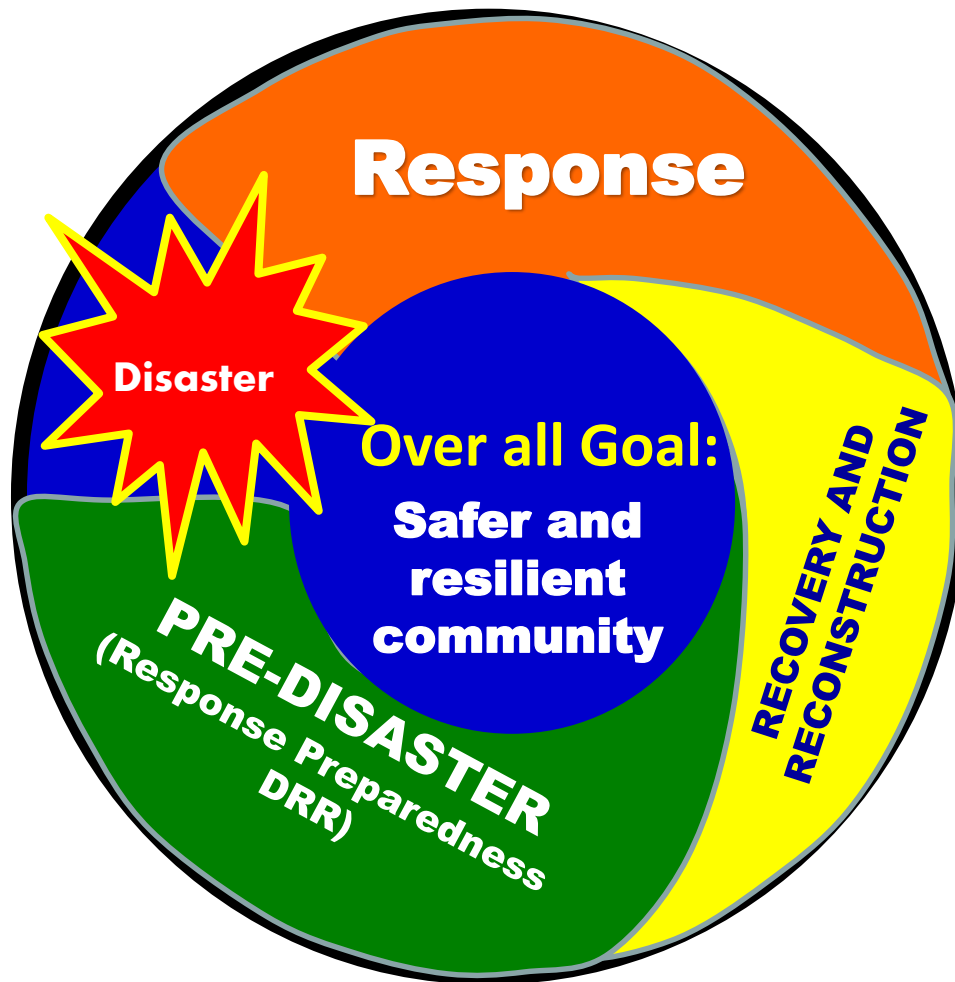 Response
Disaster
Over all Goal:
Safer and
resilient
community
RECOVERY AND
RECONSTRUCTION
PRE-DISASTER
(Response Preparedness
DRR)